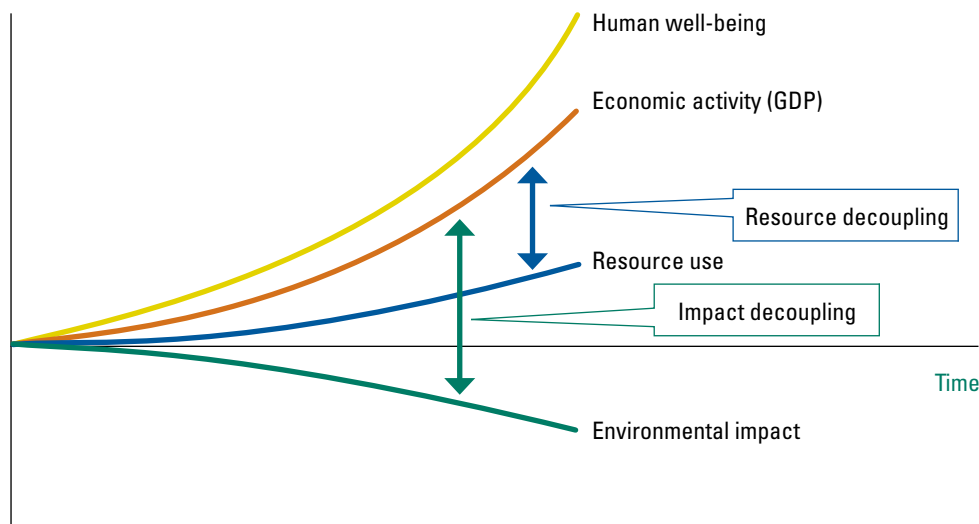 Human well-being
Economic activity (GDP)
Resource decoupling
Resource use
Impact decoupling
Time
Environmental impact